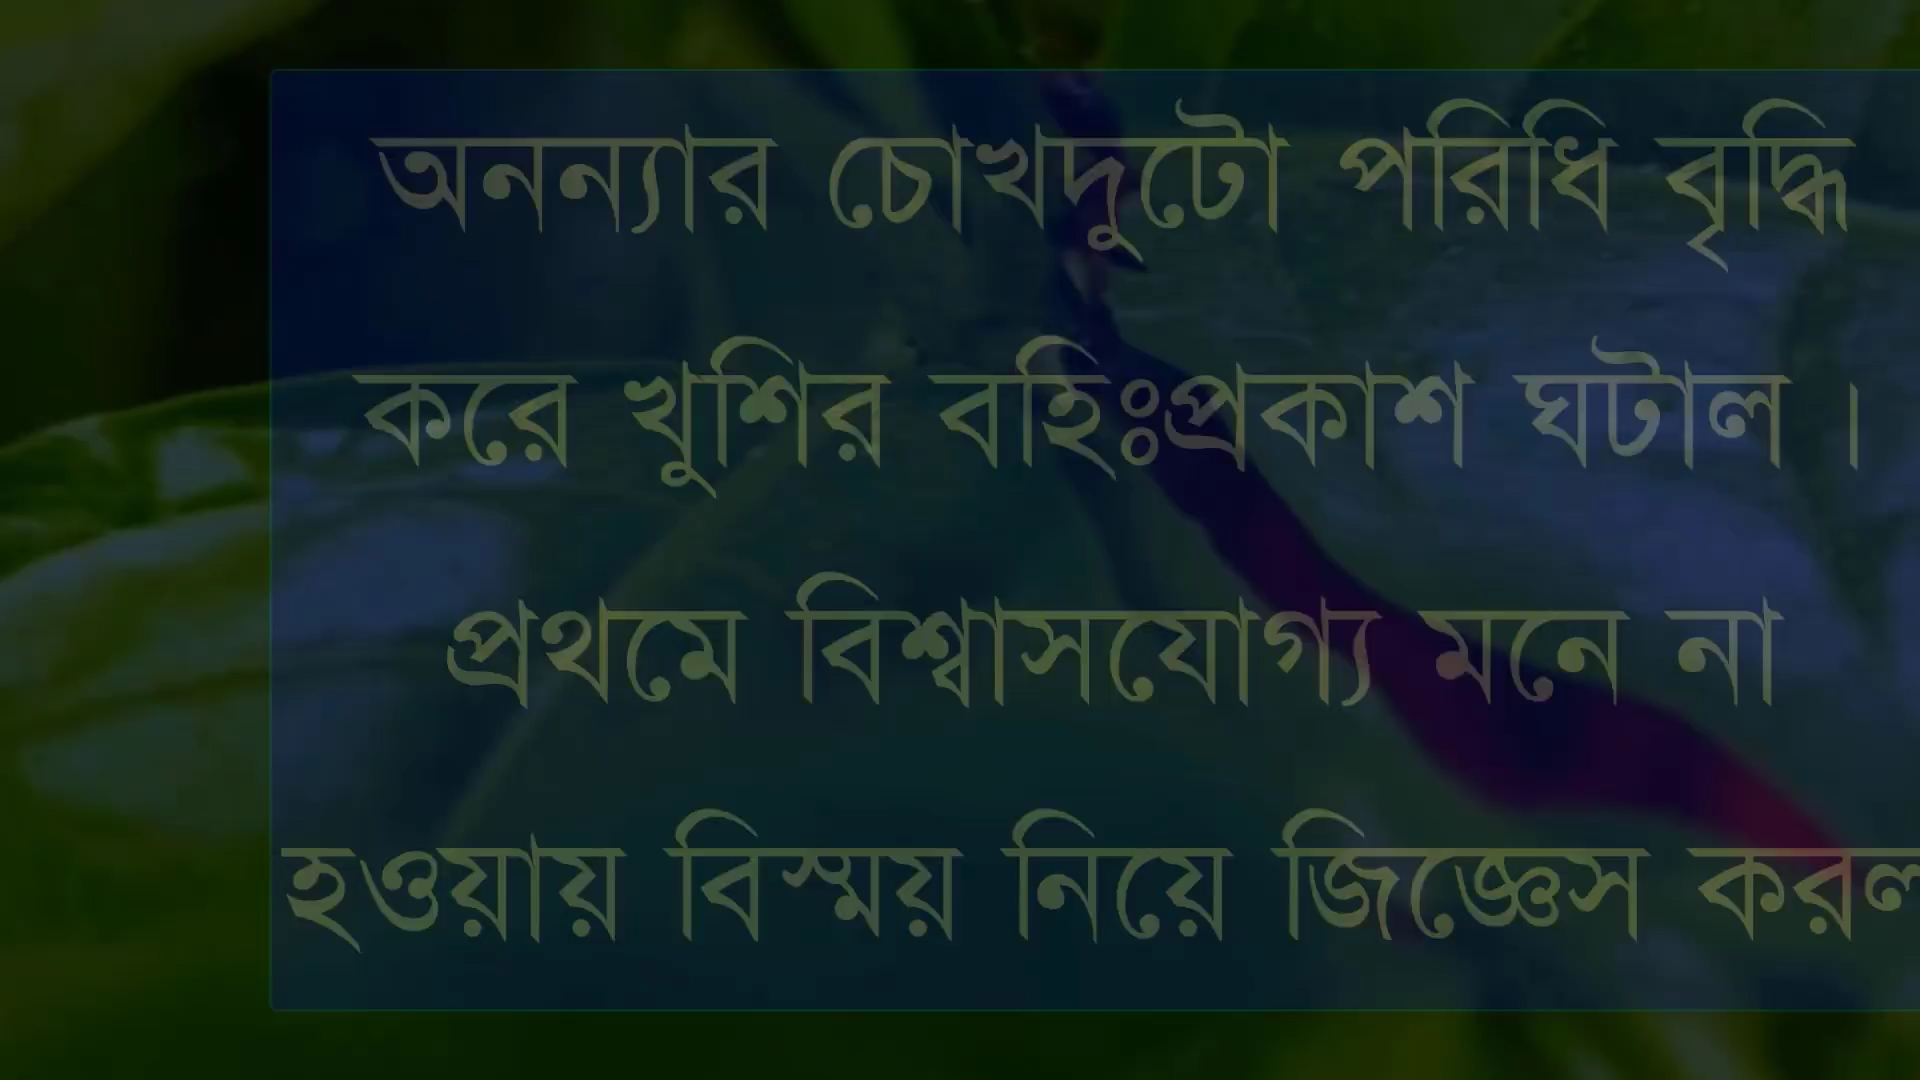 অনন্যার চোখদুটো পরিধি বৃদ্ধি
করে খুশির বহিঃপ্রকাশ ঘটাল ।
প্রথমে বিশ্বাসযোগ্য মনে না
হওয়ায় বিস্ময় নিয়ে জিজ্ঞেস করল